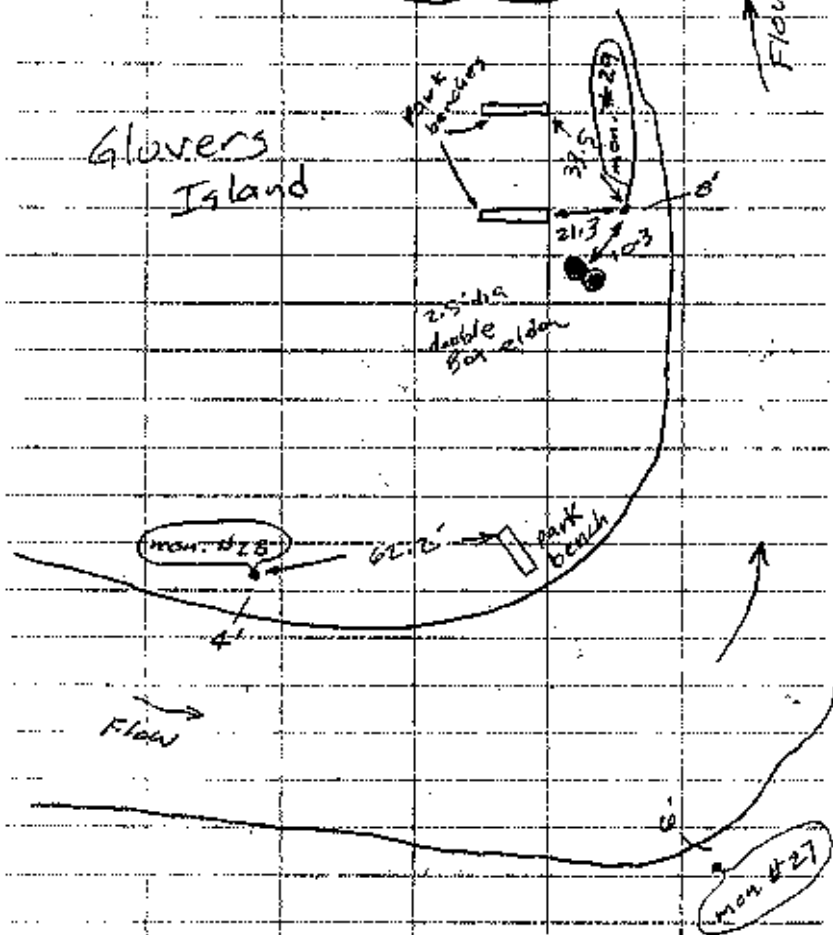 Flow
Park
benches
mon. #29
Glovers
Island
39.5
8'
21.3
10.3
2.5' dia
double
Box elder
mon. #28
62.2'
park
bench
4'
Flow
6'
mon #27